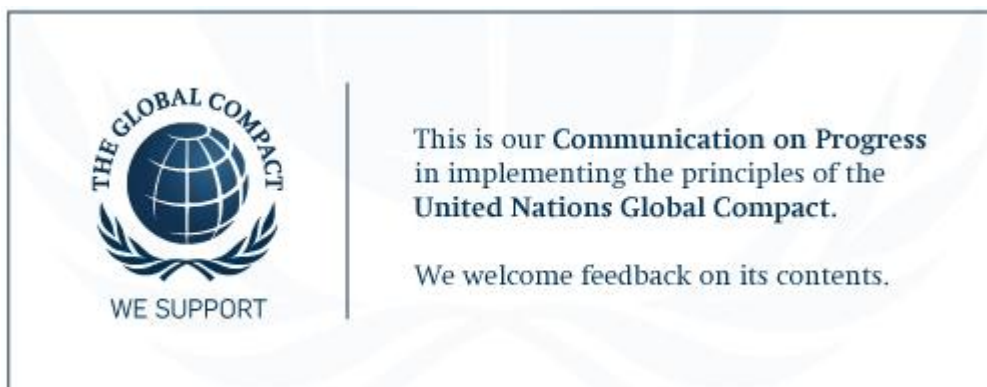 THE GLOBAL COMPACT
WE SUPPORT
This is our Communication on Progress
in implementing the principles of the
United Nations Global Compact.
We welcome feedback on its contents.